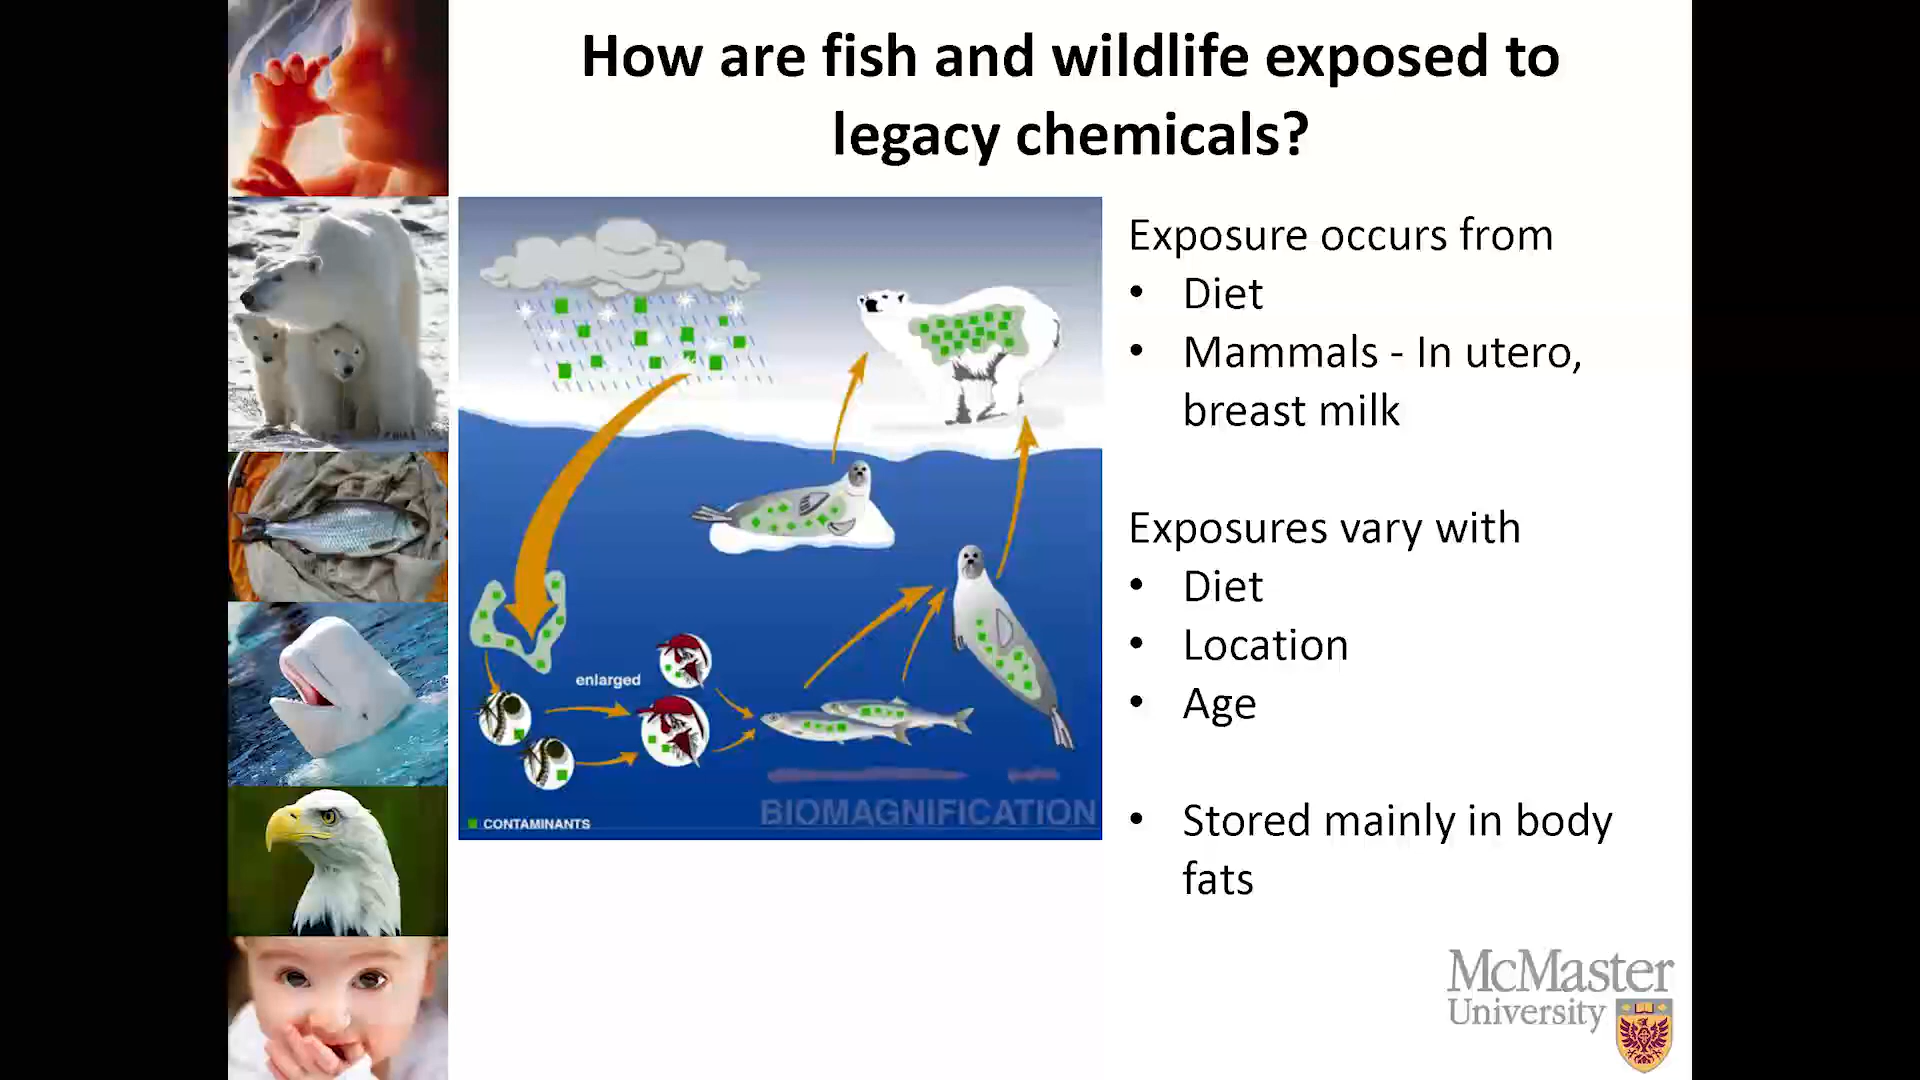 How are fish and wildlife exposed to
legacy chemicals?
Exposure occurs from
• Diet
• Mammals - In utero,
breast milk
Exposures vary with
• Diet
• Location
• Age
• Stored mainly in body
fats
enlarged
CONTAMINANTS
BIOMAGNIFICATION
McMaster
University